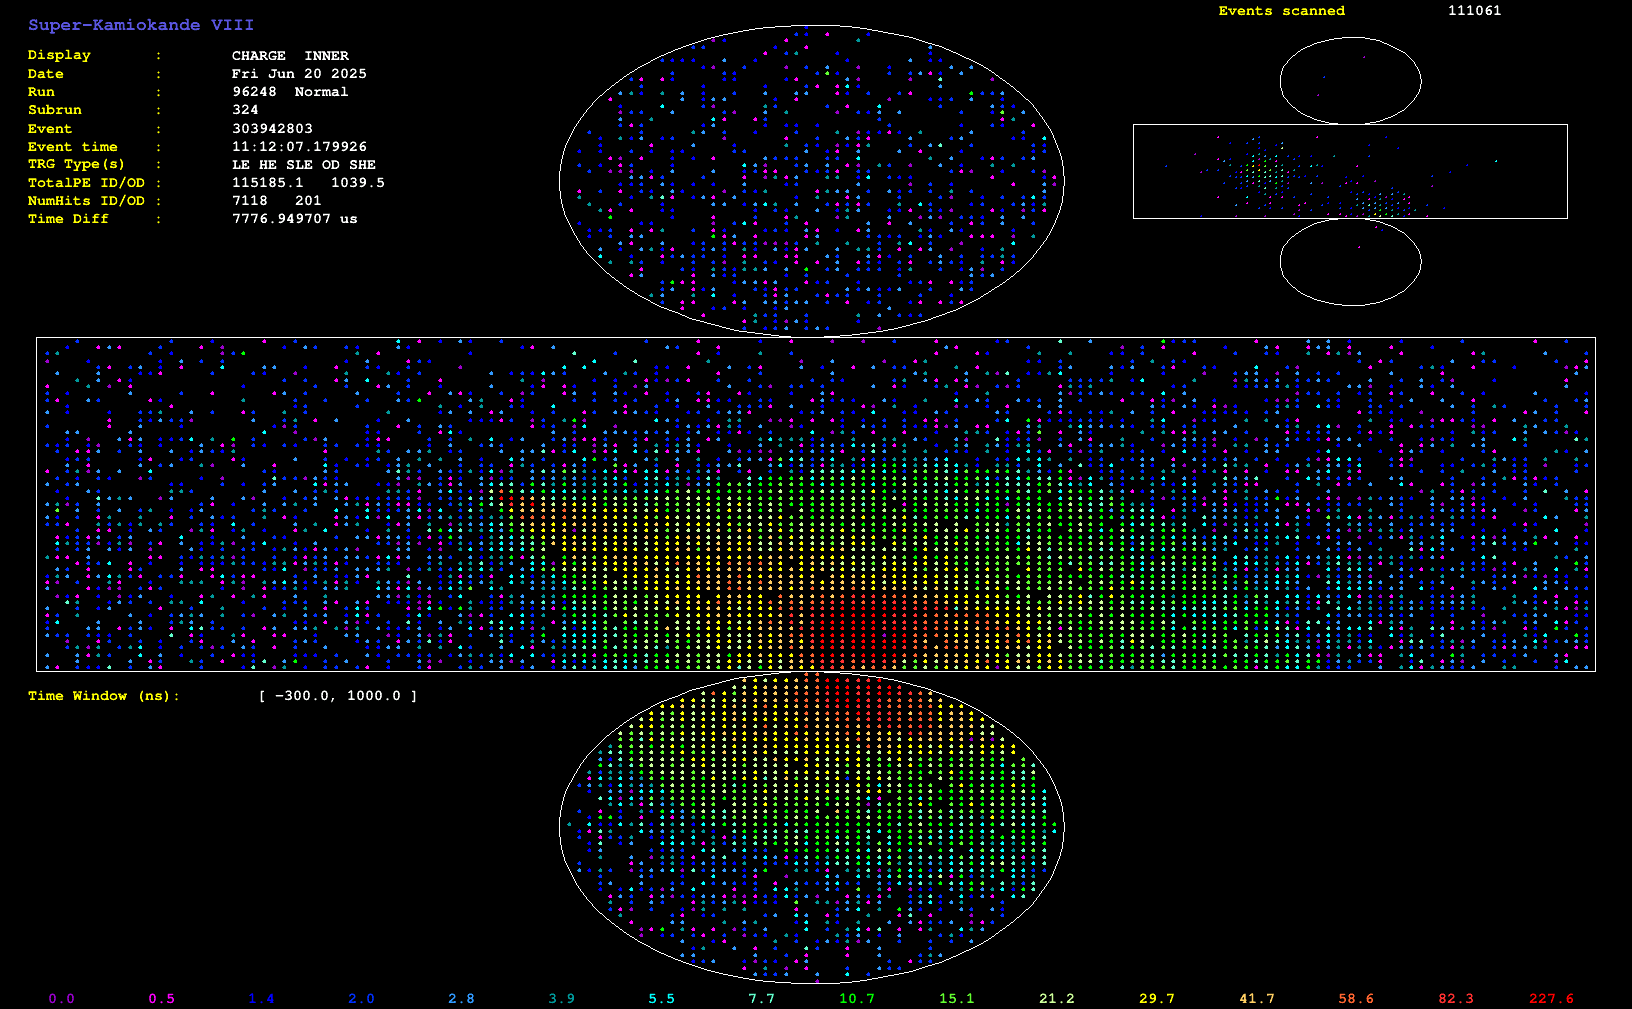 Super-Kamiokande VIII
Events scanned 111061
Display : CHARGE INNER
Date : Fri Jun 20 2025
Run : 96248 Normal
Subrun : 324
Event : 303942803
Event time : 11:12:07.179926
TRG Type(s) : LE HE SLE OD SHE
TotalPE ID/OD : 115185.1 1039.5
NumHits ID/OD : 7118 201
Time Diff : 7776.949707 us
Time Window (ns): [ −300.0, 1000.0 ]
0.0 0.5 1.4 2.0 2.8 3.9 5.5 7.7 10.7 15.1 21.2 29.7 41.7 58.6 82.3 227.6